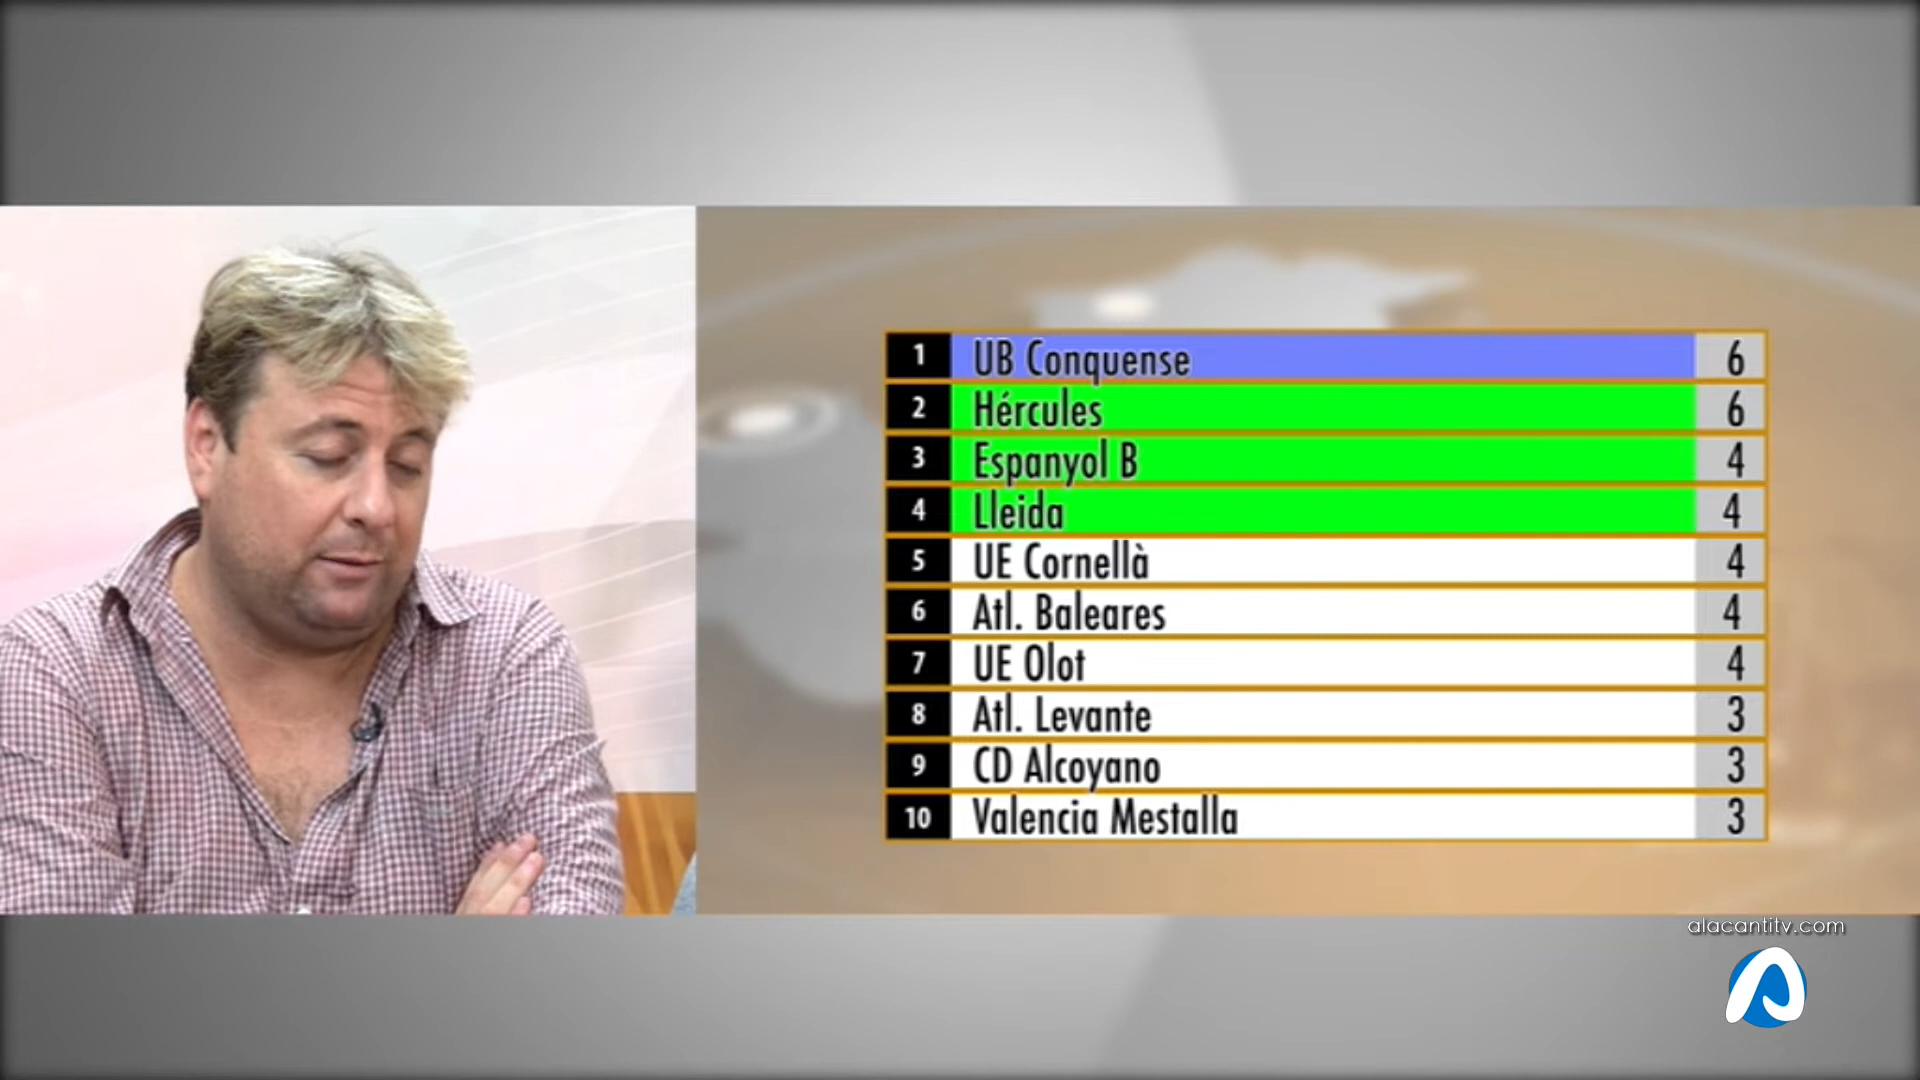 1 UB Conquense 6
2 Hércules 6
3 Espanyol B 4
4 Lleida 4
5 UE Cornellà 4
6 Atl. Baleares 4
7 UE Olot 4
8 Atl. Levante 3
9 CD Alcoyano 3
10 Valencia Mestalla 3
alacantitv.com